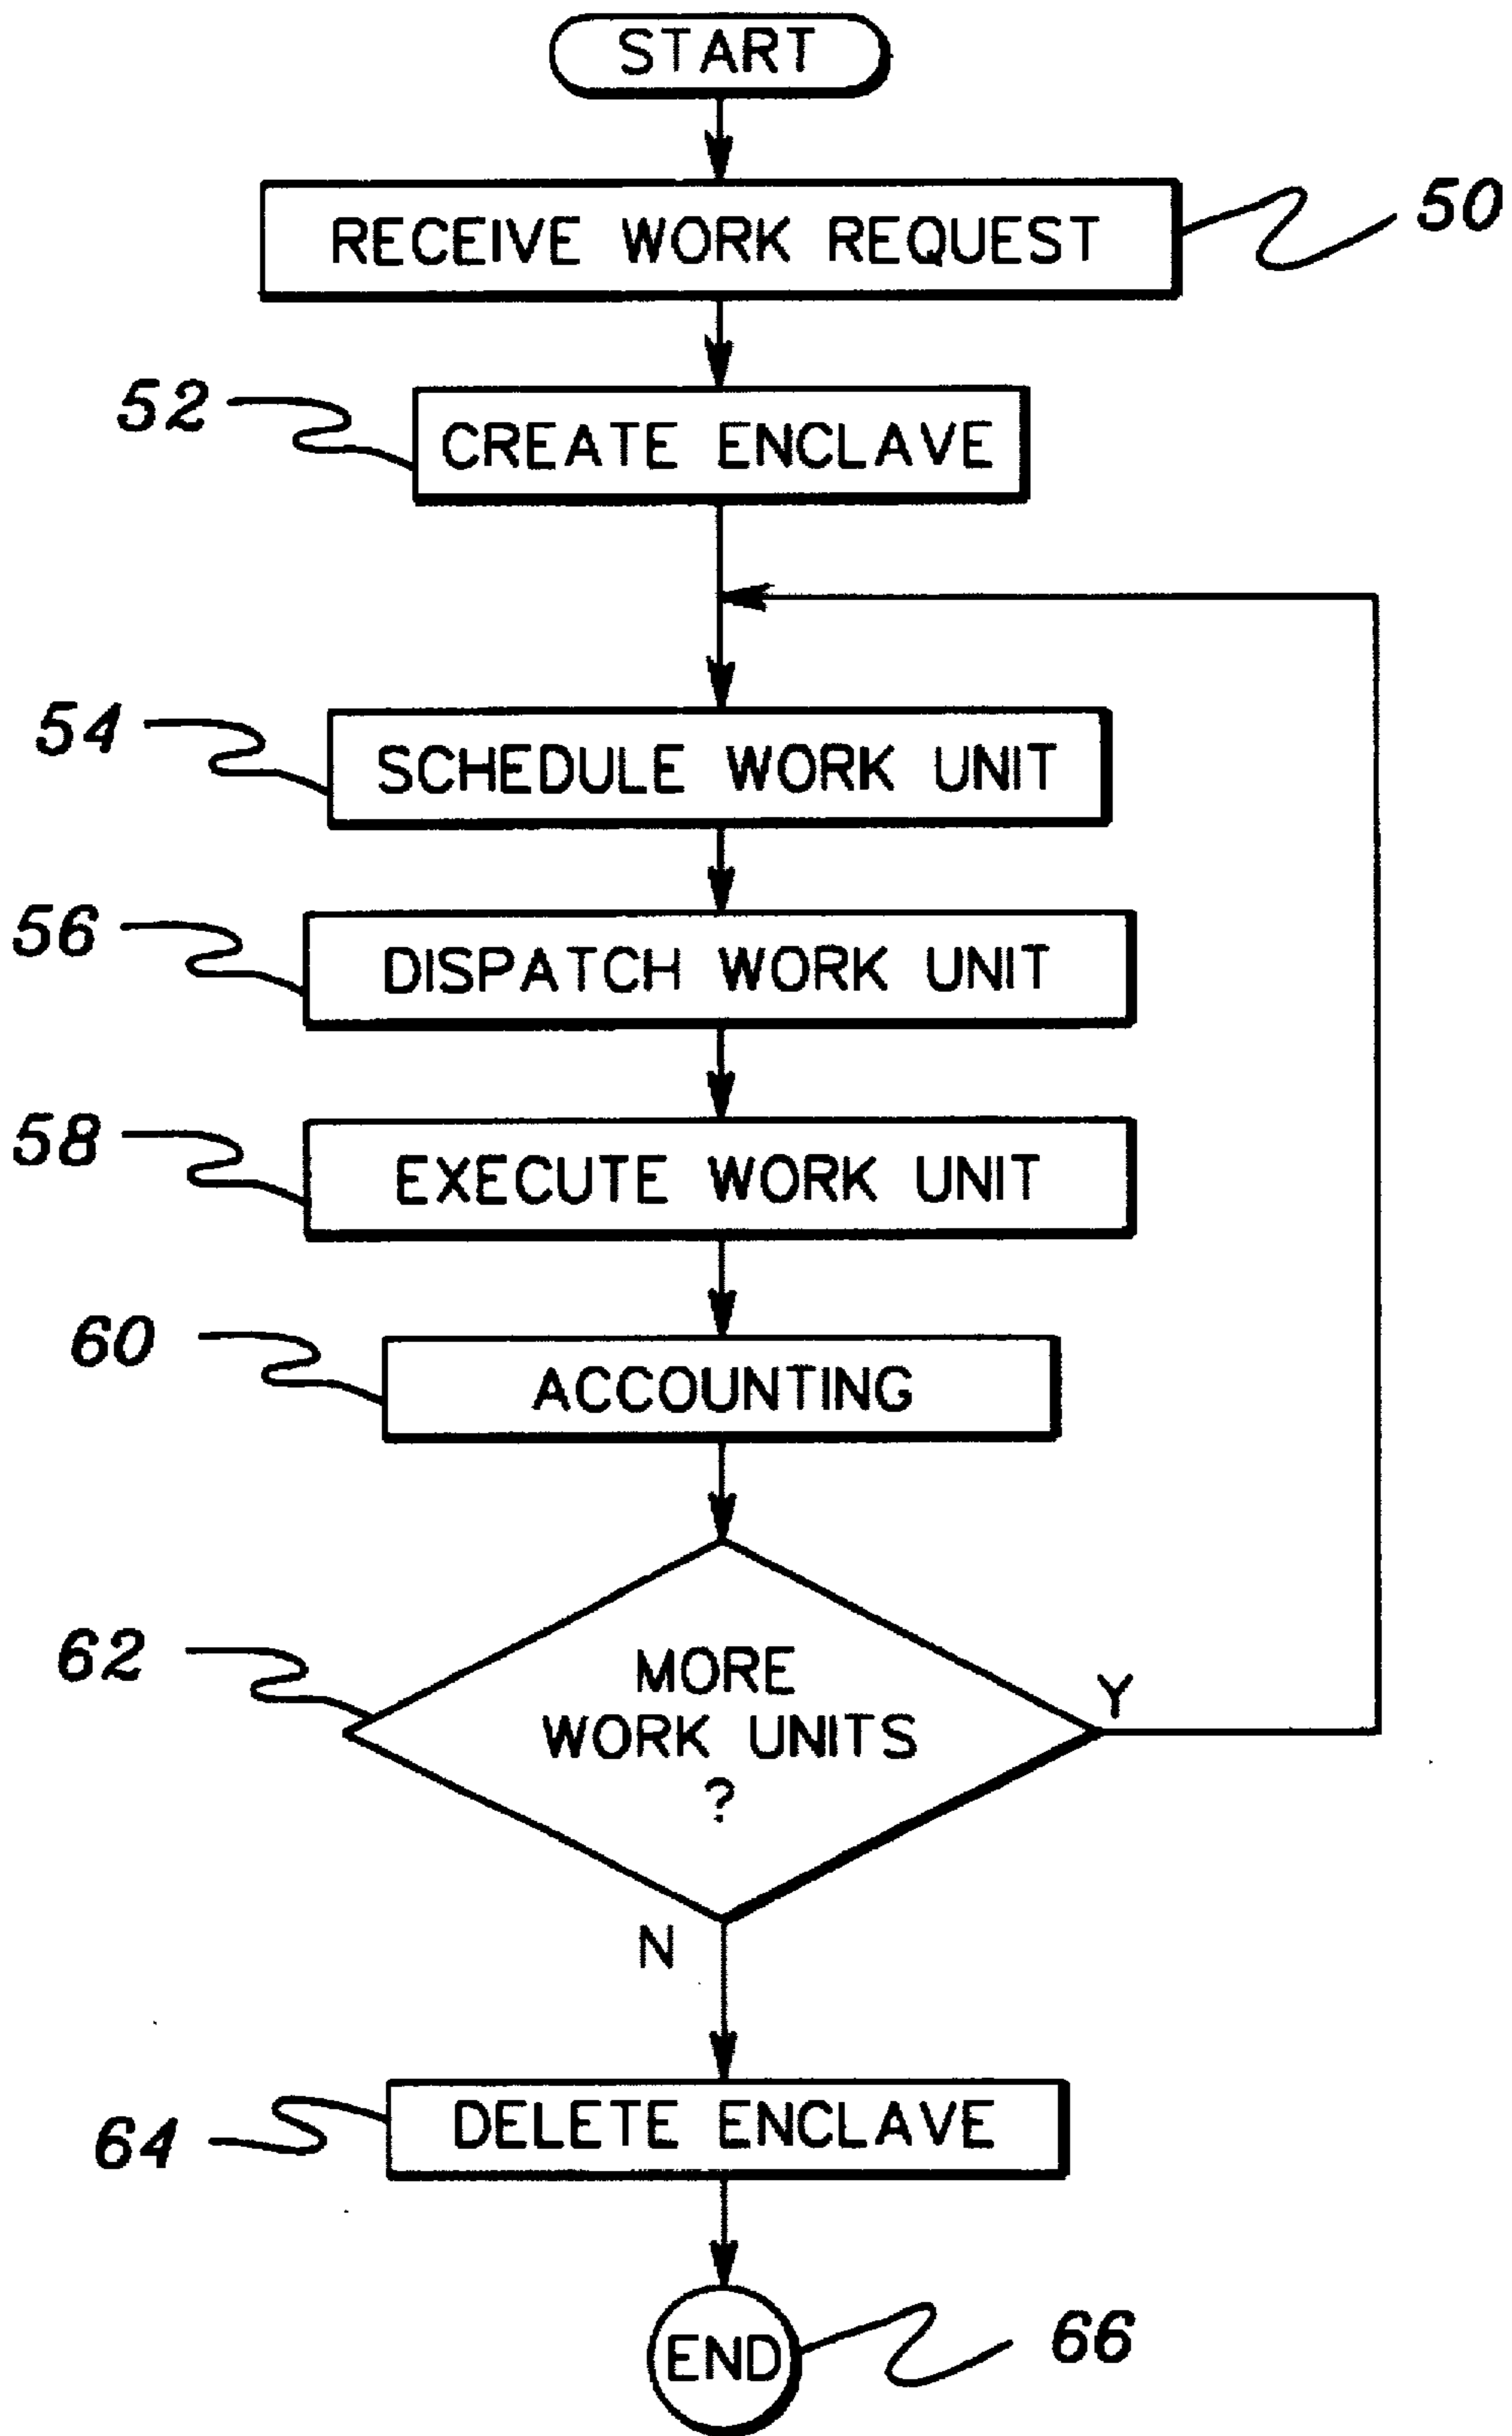 START
RECEIVE WORK REQUEST
50
52
CREATE ENCLAVE
54
SCHEDULE WORK UNIT
56
DISPATCH WORK UNIT
58
EXECUTE WORK UNIT
60
ACCOUNTING
62
MORE
WORK UNITS
?
Y
N
64
DELETE ENCLAVE
END
66